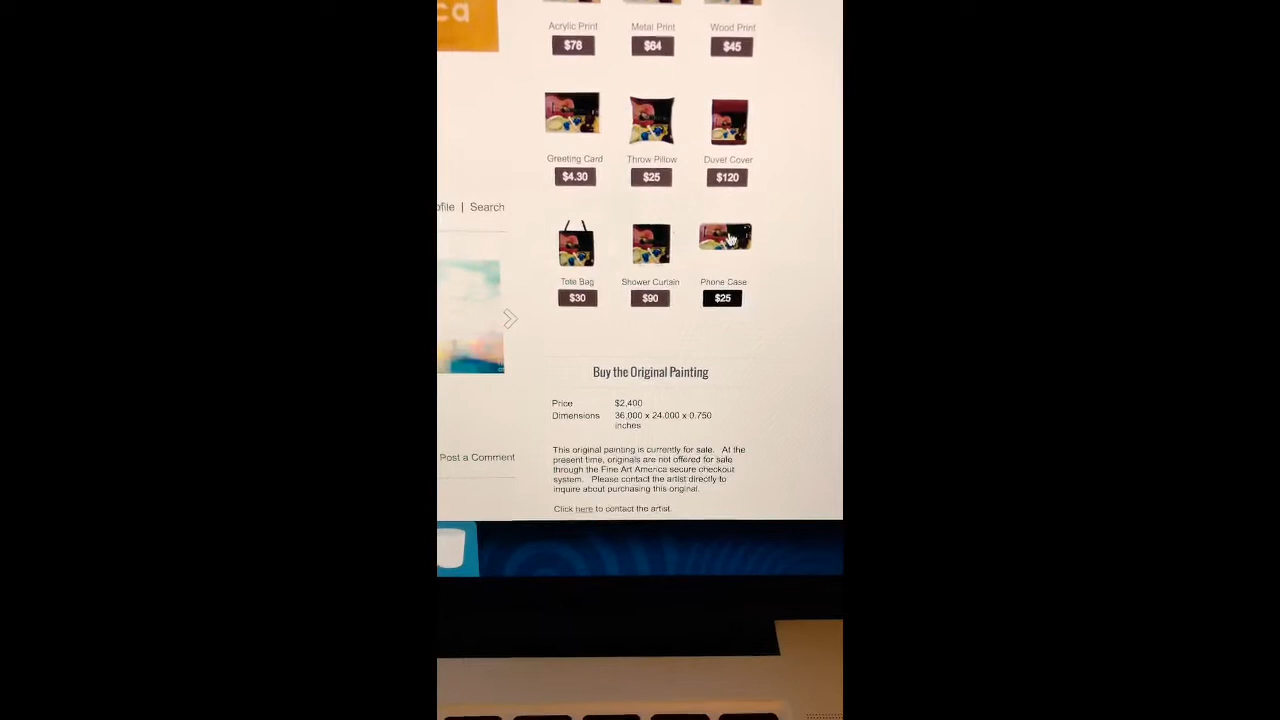 ca
Acrylic Print Metal Print Wood Print
$78 $64 $45
Greeting Card Throw Pillow Duvet Cover
$4.30 $25 $120
ofile | Search
Tote Bag Shower Curtain Phone Case
$30 $90 $25
Buy the Original Painting
Price $2,400
Dimensions 36.000 x 24.000 x 0.750
inches
This original painting is currently for sale. At the
present time, originals are not offered for sale
through the Fine Art America secure checkout
system. Please contact the artist directly to
inquire about purchasing this original.
Click here to contact the artist.
Post a Comment